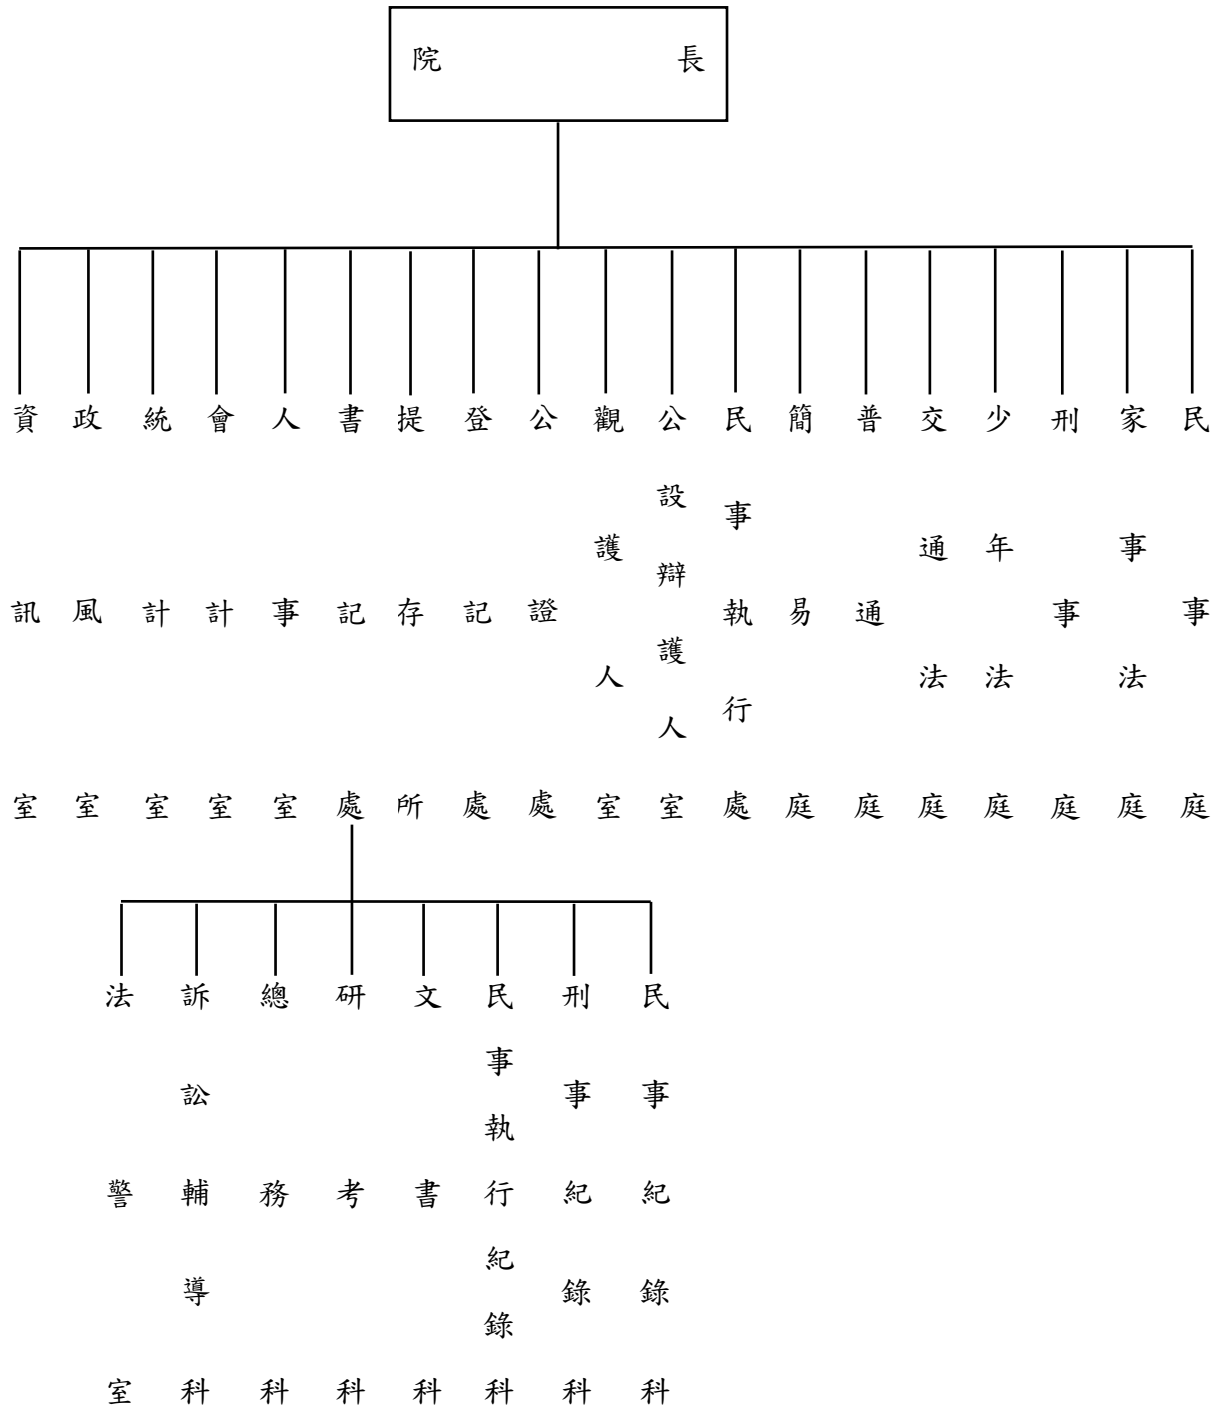 院長
民事庭
家事法庭
刑事庭
少年法庭
交通法庭
普通庭
簡易庭
民事執行處
公設辯護人室
觀護人室
公證處
登記處
提存所
書記處
人事室
會計室
統計室
政風室
資訊室
民事紀錄科
刑事紀錄科
民事執行紀錄科
文書科
研考科
總務科
訴訟輔導科
法警室